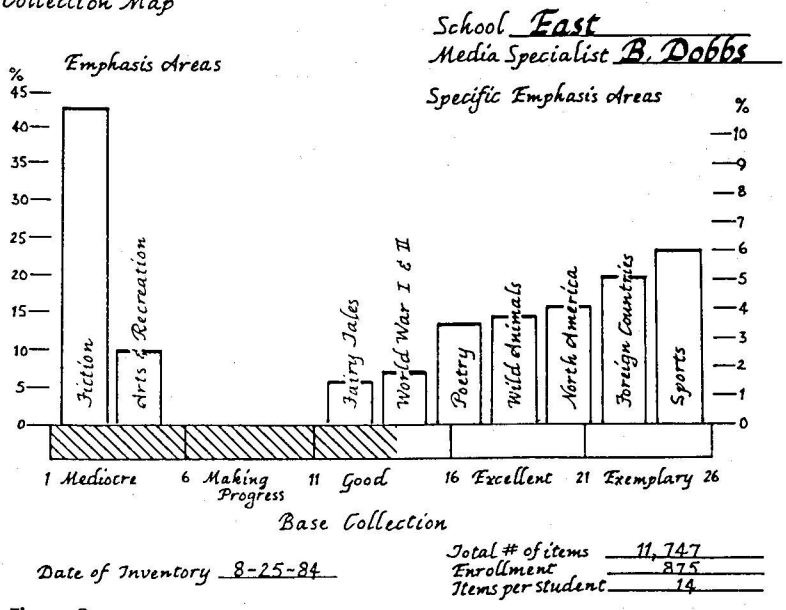 Collection Map
School East
Media Specialist B. Dobbs
Emphasis Areas
Specific Emphasis Areas
%
45
40
35
30
25
20
15
10
5
0
%
10
9
8
7
6
5
4
3
2
1
0
Fiction
Arts & Recreation
Fairy Tales
World War I & II
Poetry
Wild Animals
North America
Foreign Countries
Sports
1 Mediocre 6 Making Progress 11 Good 16 Excellent 21 Exemplary 26
Base Collection
Date of Inventory 8-25-84
Total # of items 11,747
Enrollment 875
Items per student 14